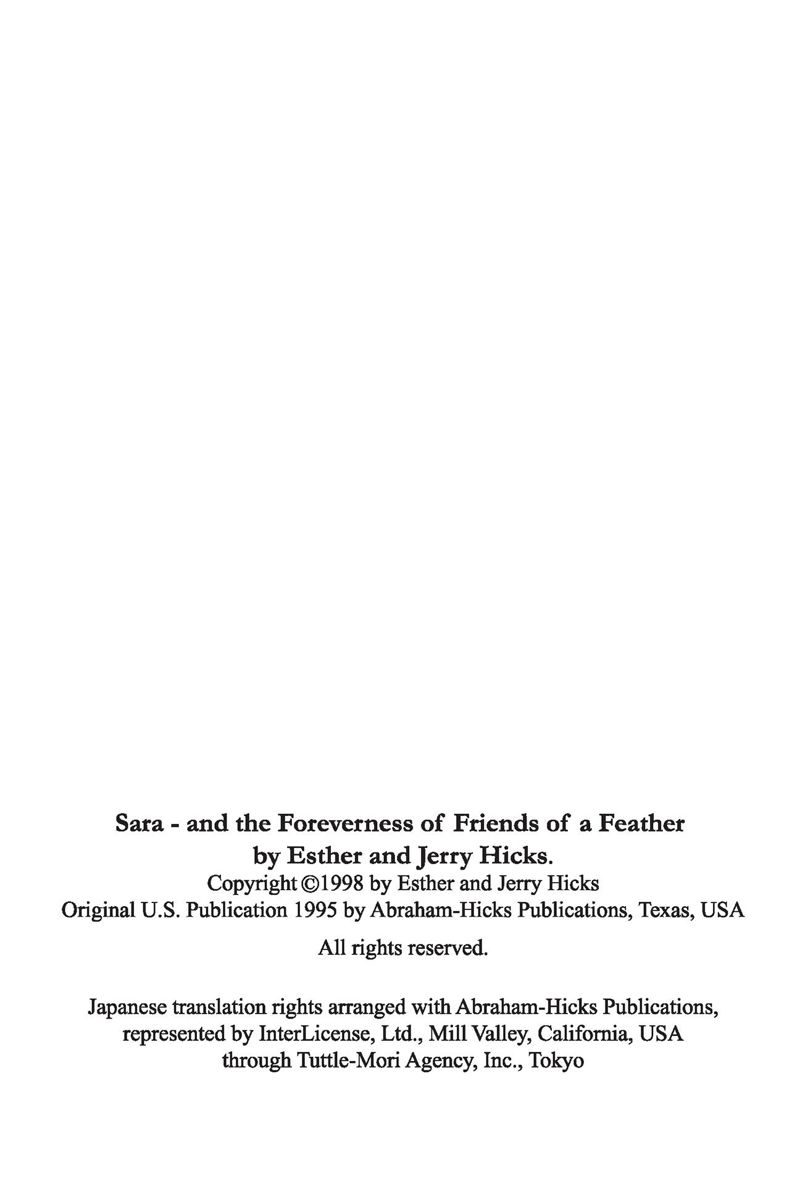 Sara - and the Foreverness of Friends of a Feather
by Esther and Jerry Hicks.
Copyright ©1998 by Esther and Jerry Hicks
Original U.S. Publication 1995 by Abraham-Hicks Publications, Texas, USA
All rights reserved.
Japanese translation rights arranged with Abraham-Hicks Publications,
represented by InterLicense, Ltd., Mill Valley, California, USA
through Tuttle-Mori Agency, Inc., Tokyo